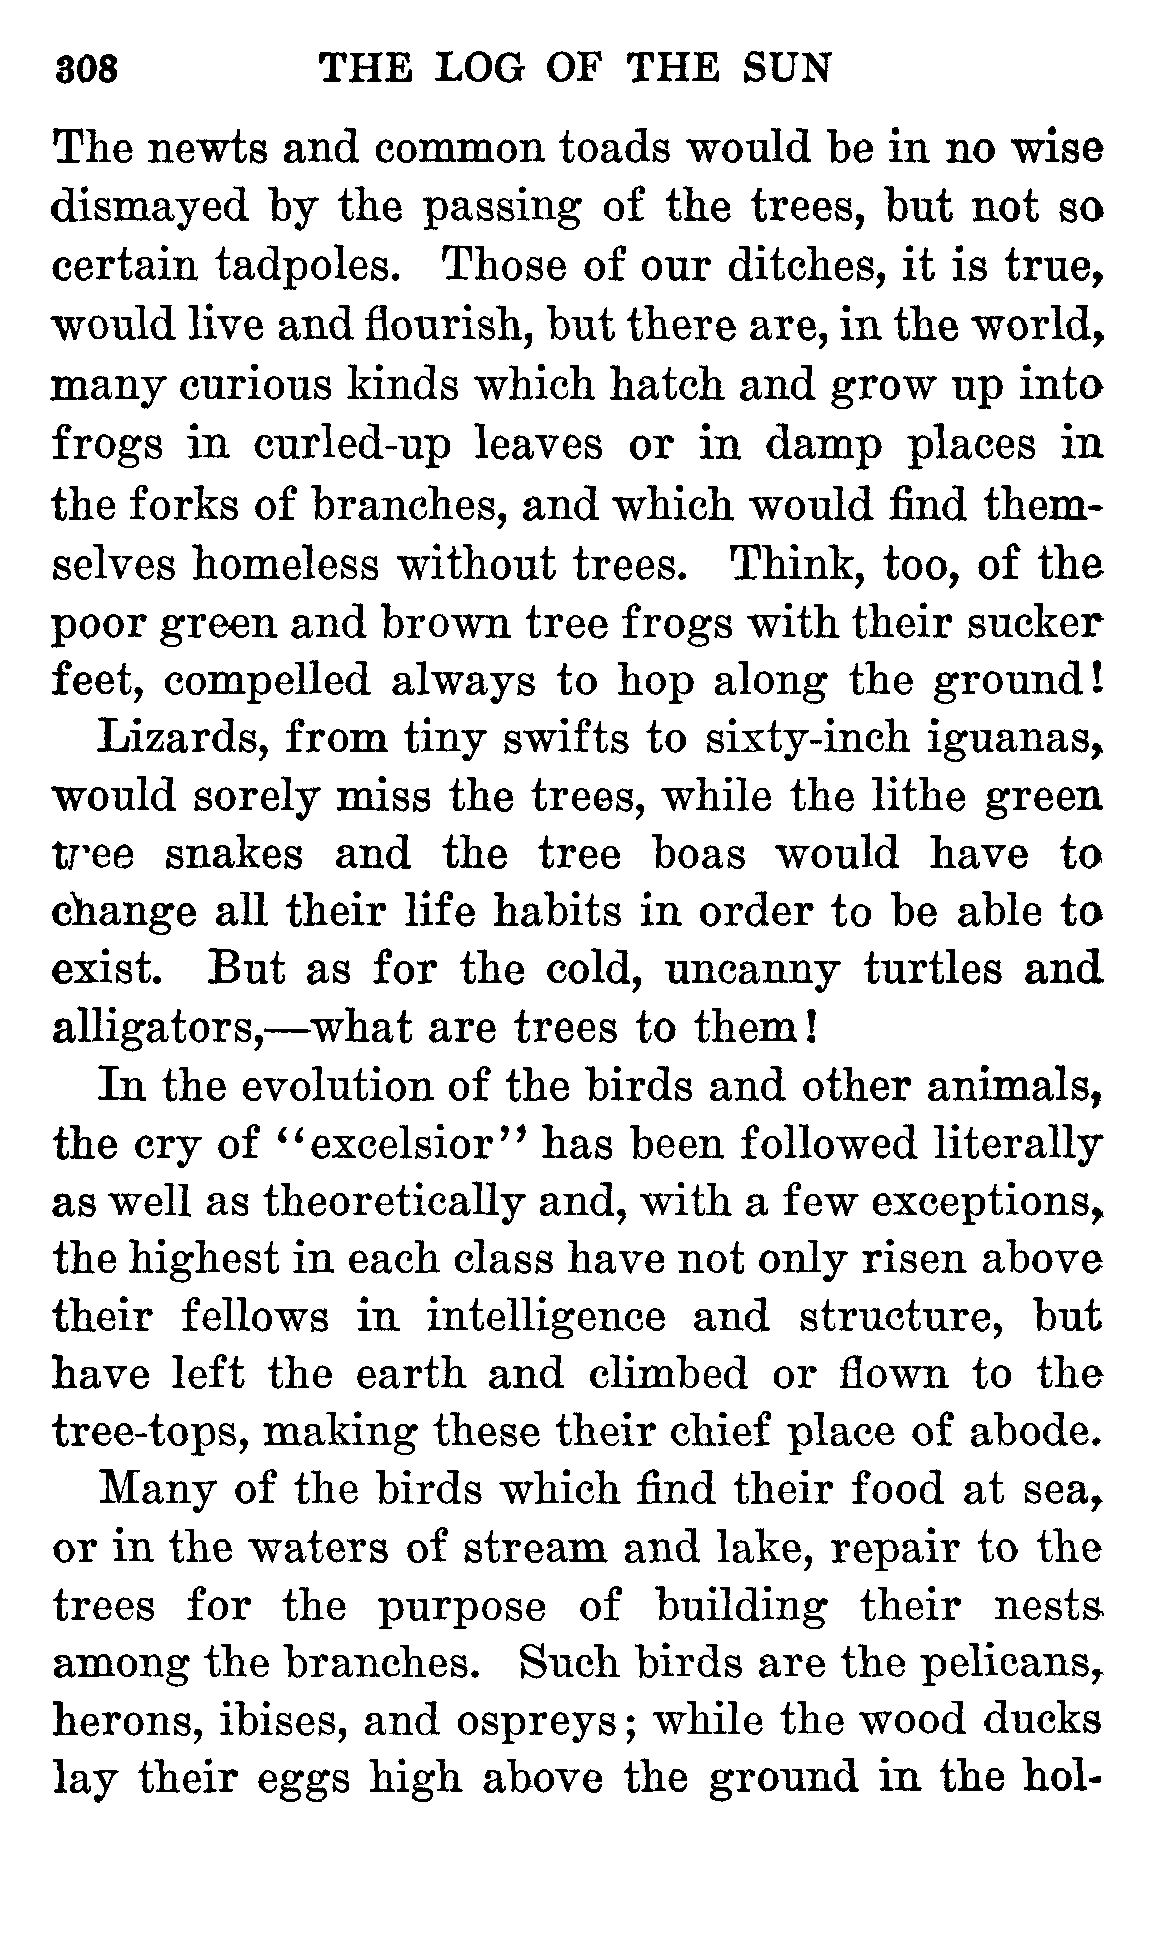 308 THE LOG OF THE SUN
The newts and common toads would be in no wise
dismayed by the passing of the trees, but not so
certain tadpoles. Those of our ditches, it is true,
would live and flourish, but there are, in the world,
many curious kinds which hatch and grow up into
frogs in curled-up leaves or in damp places in
the forks of branches, and which would find them-
selves homeless without trees. Think, too, of the
poor green and brown tree frogs with their sucker
feet, compelled always to hop along the ground!
Lizards, from tiny swifts to sixty-inch iguanas,
would sorely miss the trees, while the lithe green
tree snakes and the tree boas would have to
change all their life habits in order to be able to
exist. But as for the cold, uncanny turtles and
alligators,—what are trees to them!
In the evolution of the birds and other animals,
the cry of “excelsior” has been followed literally
as well as theoretically and, with a few exceptions,
the highest in each class have not only risen above
their fellows in intelligence and structure, but
have left the earth and climbed or flown to the
tree-tops, making these their chief place of abode.
Many of the birds which find their food at sea,
or in the waters of stream and lake, repair to the
trees for the purpose of building their nests
among the branches. Such birds are the pelicans,
herons, ibises, and ospreys; while the wood ducks
lay their eggs high above the ground in the hol-